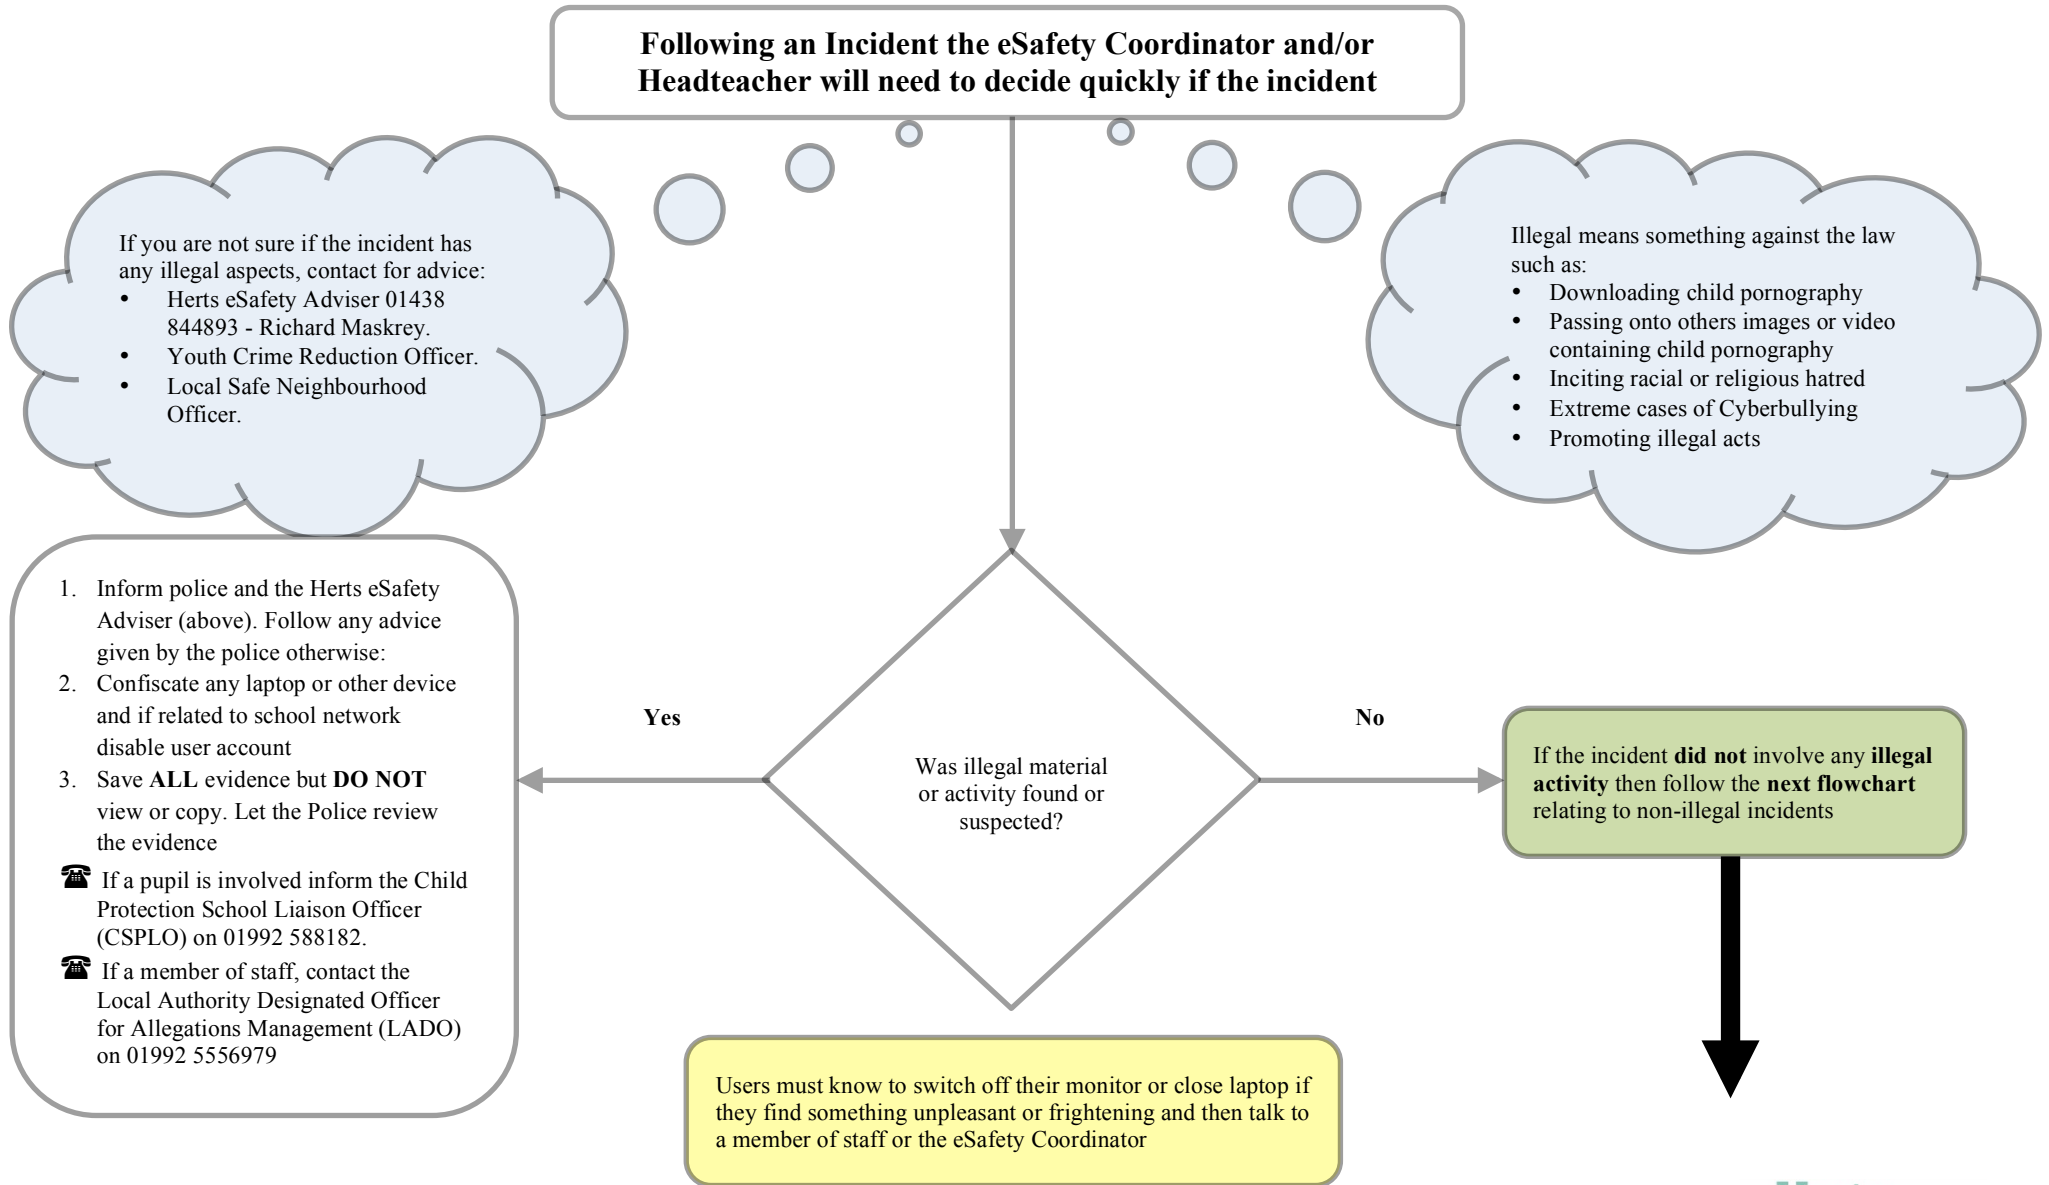 Following an Incident the eSafety Coordinator and/or
Headteacher will need to decide quickly if the incident
If you are not sure if the incident has
any illegal aspects, contact for advice:
• Herts eSafety Adviser 01438
844893 - Richard Maskrey.
• Youth Crime Reduction Officer.
• Local Safe Neighbourhood
Officer.
Illegal means something against the law
such as:
• Downloading child pornography
• Passing onto others images or video
containing child pornography
• Inciting racial or religious hatred
• Extreme cases of Cyberbullying
• Promoting illegal acts
1. Inform police and the Herts eSafety
Adviser (above). Follow any advice
given by the police otherwise:
2. Confiscate any laptop or other device
and if related to school network
disable user account
3. Save ALL evidence but DO NOT
view or copy. Let the Police review
the evidence
☎ If a pupil is involved inform the Child
Protection School Liaison Officer
(CSPLO) on 01992 588182.
☎ If a member of staff, contact the
Local Authority Designated Officer
for Allegations Management (LADO)
on 01992 5556979
Yes
Was illegal material
or activity found or
suspected?
No
If the incident did not involve any illegal
activity then follow the next flowchart
relating to non-illegal incidents
Users must know to switch off their monitor or close laptop if
they find something unpleasant or frightening and then talk to
a member of staff or the eSafety Coordinator